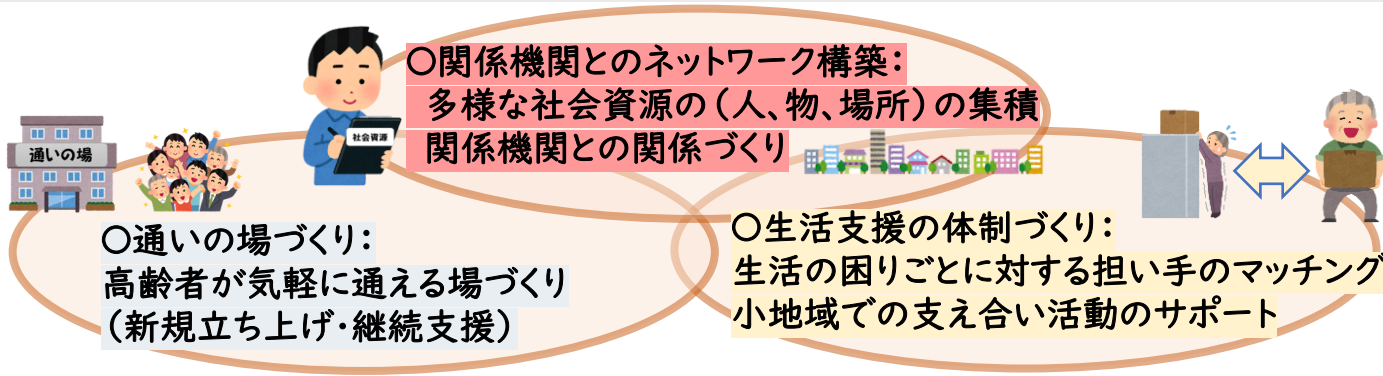 〇関係機関とのネットワーク構築：
多様な社会資源の（人、物、場所）の集積
関係機関との関係づくり
社会資源
通いの場
〇通いの場づくり：
高齢者が気軽に通える場づくり
（新規立ち上げ・継続支援）
〇生活支援の体制づくり：
生活の困りごとに対する担い手のマッチング
小地域での支え合い活動のサポート